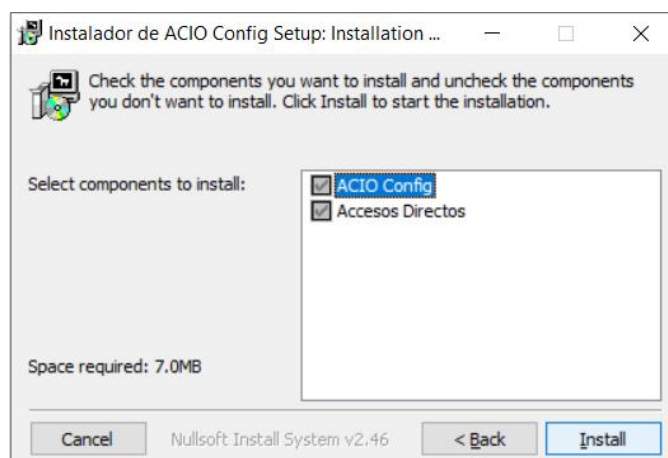 Instalador de ACIO Config Setup: Installation ...
Check the components you want to install and uncheck the components
you don't want to install. Click Install to start the installation.
Select components to install:
ACIO Config
Accesos Directos
Space required: 7.0MB
Cancel
Nullsoft Install System v2.46
< Back
Install